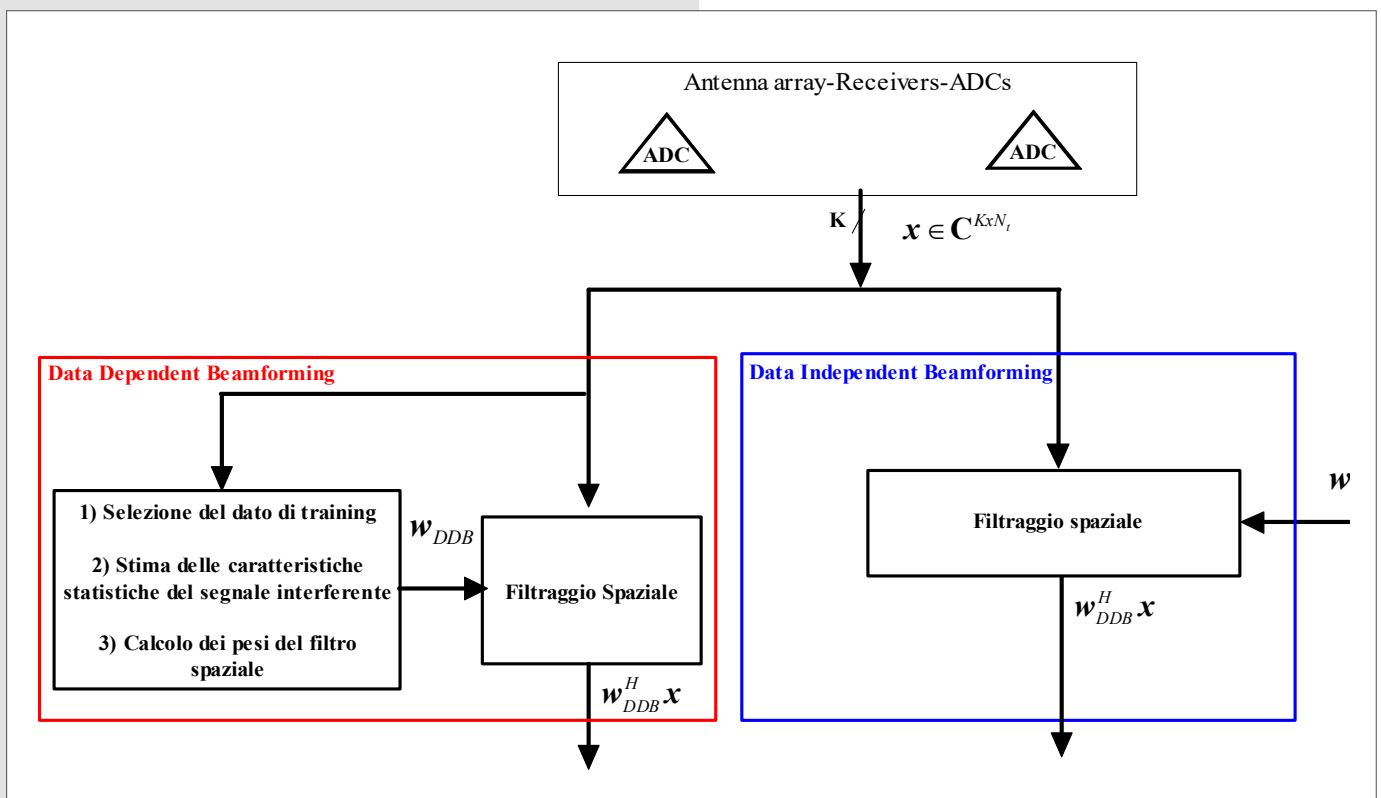 Antenna array-Receivers-ADCs
ADC
ADC
K
x ∈ C^{KxN_t}
Data Dependent Beamforming
Data Independent Beamforming
1) Selezione del dato di training
2) Stima delle caratteristiche
statistiche del segnale interferente
3) Calcolo dei pesi del filtro
spaziale
w_{DDB}
Filtraggio Spaziale
w_{DDB}^{H} x
Filtraggio spaziale
w
w_{DDB}^{H} x